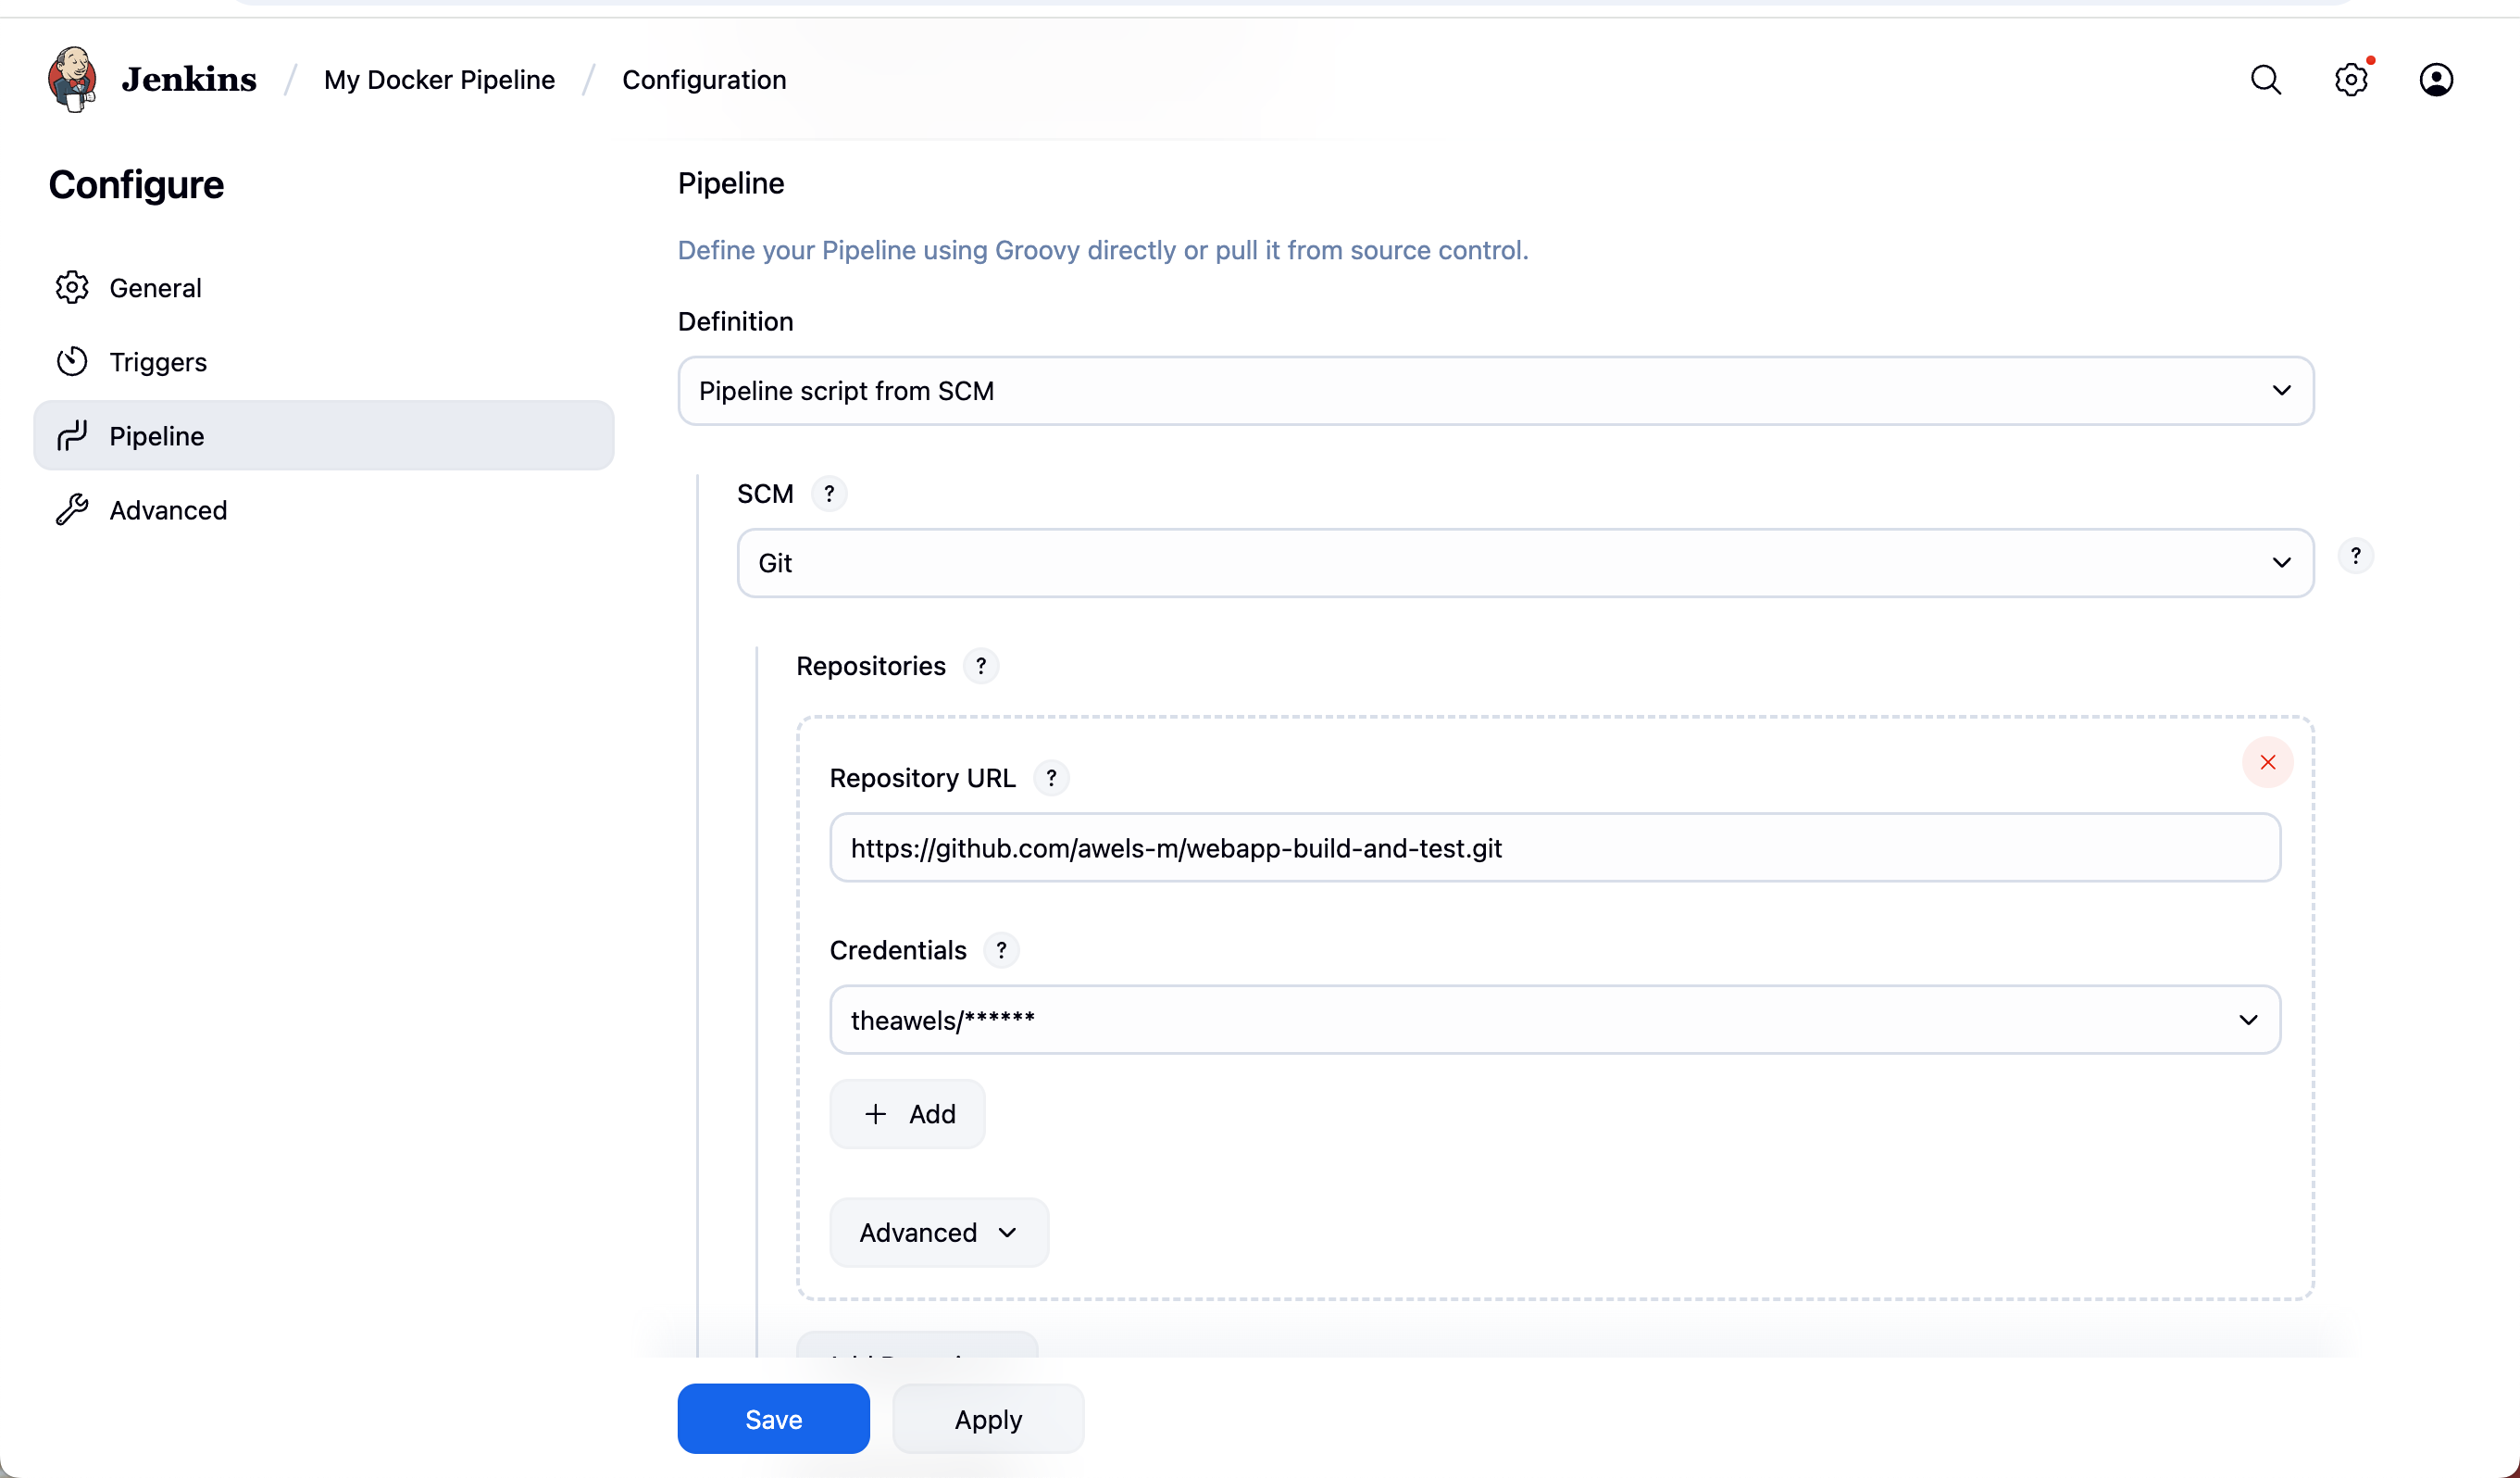 Jenkins / My Docker Pipeline / Configuration
Configure
General
Triggers
Pipeline
Advanced
Pipeline
Define your Pipeline using Groovy directly or pull it from source control.
Definition
Pipeline script from SCM
SCM ?
Git
?
Repositories ?
Repository URL ?
https://github.com/awels-m/webapp-build-and-test.git
Credentials ?
theawels/******
+ Add
Advanced
Save
Apply